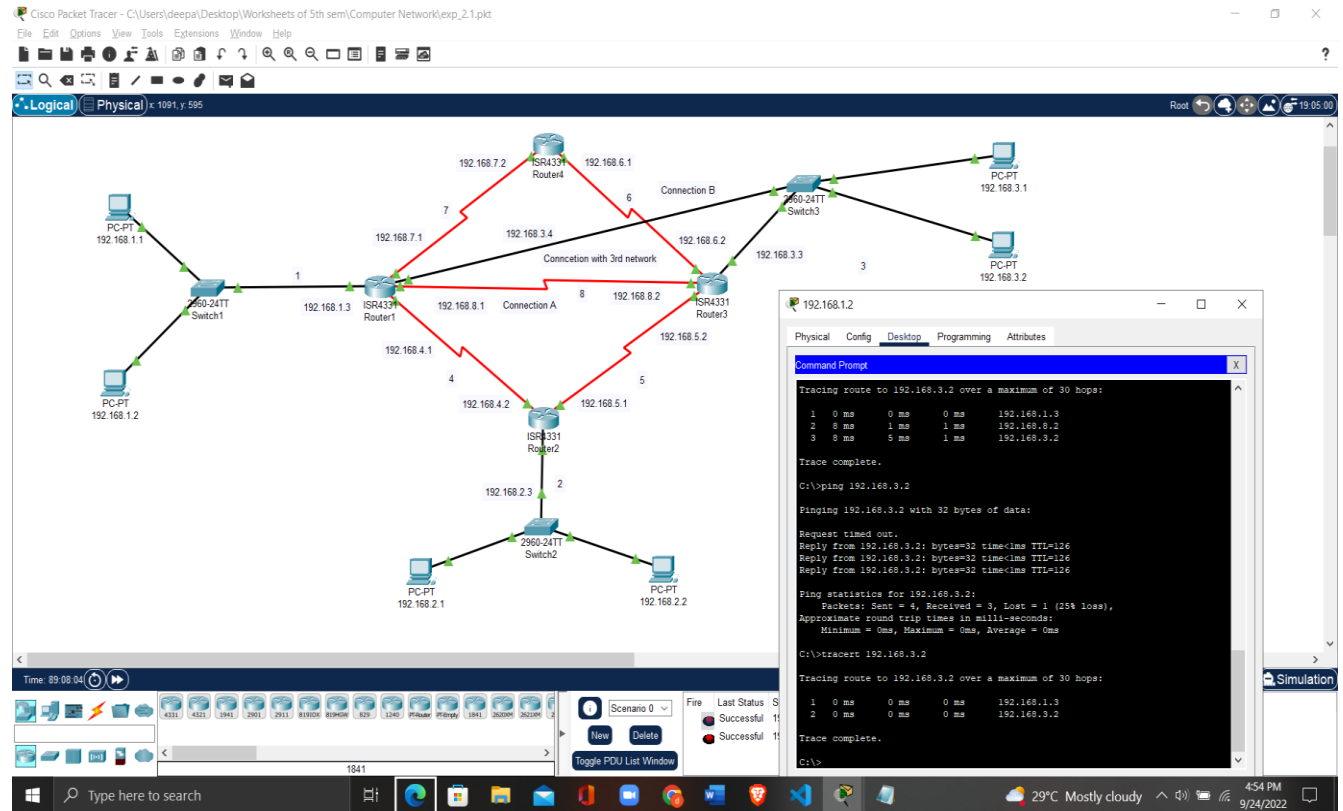 Cisco Packet Tracer - C:\Users\deepa\Desktop\Worksheets of 5th sem\Computer Network\exp_2.1.pkt
File Edit Options View Tools Extensions Window Help
?
Logical Physical x: 1091, y: 595
Root 19:05:00
192.168.7.2
ISR4331
Router4
192.168.6.1
PC-PT
192.168.3.1
Connection B
2960-24TT
Switch3
6
7
PC-PT
192.168.1.1
192.168.7.1
192.168.3.4
192.168.6.2
192.168.3.3
Conncetion with 3rd network
3
PC-PT
192.168.3.2
1
2960-24TT
Switch1
192.168.1.3
ISR4331
Router1
192.168.8.1
Connection A
8
192.168.8.2
ISR4331
Router3
192.168.5.2
192.168.4.1
4
5
PC-PT
192.168.1.2
192.168.4.2
192.168.5.1
ISR4331
Router2
192.168.2.3
2
2960-24TT
Switch2
PC-PT
192.168.2.1
PC-PT
192.168.2.2
192.168.1.2
Physical Config Desktop Programming Attributes
Command Prompt X
Tracing route to 192.168.3.2 over a maximum of 30 hops:
1 0 ms 0 ms 0 ms 192.168.1.3
2 8 ms 1 ms 1 ms 192.168.8.2
3 8 ms 5 ms 1 ms 192.168.3.2
Trace complete.
C:\>ping 192.168.3.2
Pinging 192.168.3.2 with 32 bytes of data:
Request timed out.
Reply from 192.168.3.2: bytes=32 time<1ms TTL=126
Reply from 192.168.3.2: bytes=32 time<1ms TTL=126
Reply from 192.168.3.2: bytes=32 time<1ms TTL=126
Ping statistics for 192.168.3.2:
Packets: Sent = 4, Received = 3, Lost = 1 (25% loss),
Approximate round trip times in milli-seconds:
Minimum = 0ms, Maximum = 0ms, Average = 0ms
C:\>tracert 192.168.3.2
Tracing route to 192.168.3.2 over a maximum of 30 hops:
1 0 ms 0 ms 0 ms 192.168.1.3
2 0 ms 0 ms 0 ms 192.168.3.2
Trace complete.
C:\>
Time: 89:08:04
Simulation
4331 4321 1941 2901 2911 819IOX 819HGW 829 1240 PT-Router PT-Empty 1841 2620XM 2621XM 2
1841
Scenario 0
New Delete
Toggle PDU List Window
Fire Last Status S
Successful 19
Successful 19
Type here to search
29°C Mostly cloudy
4:54 PM
9/24/2022